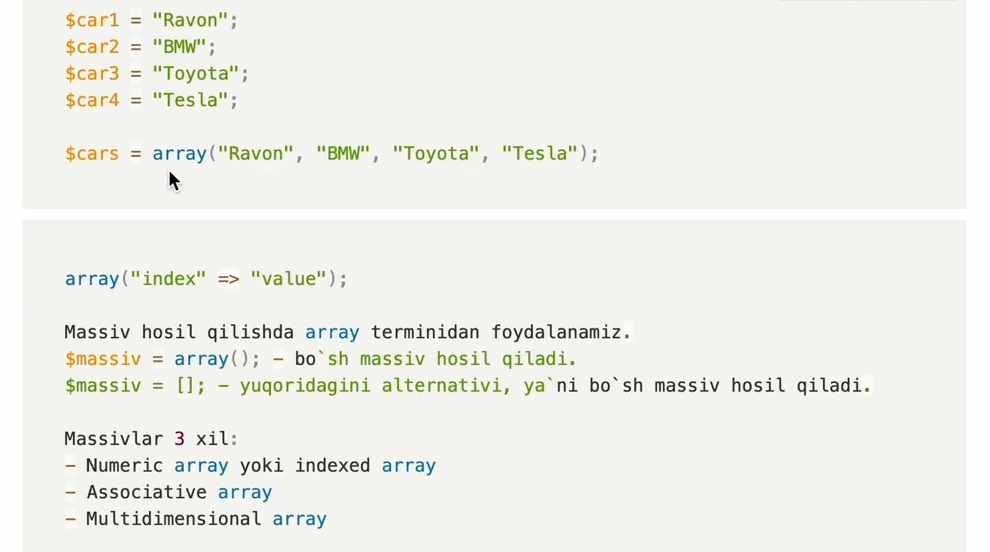 $car1 = "Ravon";
$car2 = "BMW";
$car3 = "Toyota";
$car4 = "Tesla";
$cars = array("Ravon", "BMW", "Toyota", "Tesla");
array("index" => "value");
Massiv hosil qilishda array terminidan foydalanamiz.
$massiv = array(); - bo`sh massiv hosil qiladi.
$massiv = []; - yuqoridagini alternativi, ya`ni bo`sh massiv hosil qiladi.
Massivlar 3 xil:
- Numeric array yoki indexed array
- Associative array
- Multidimensional array